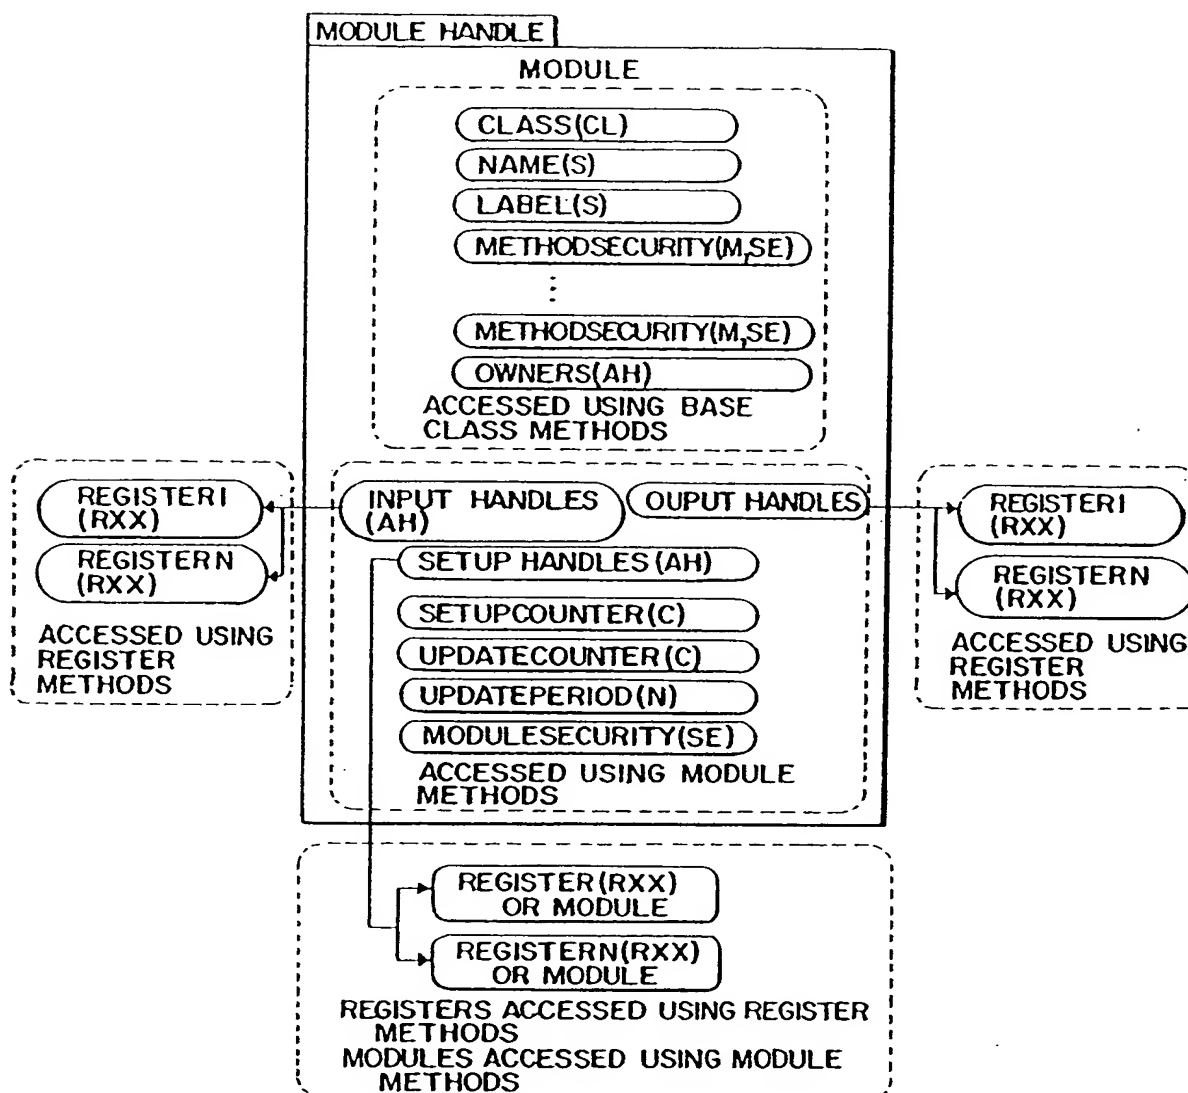 MODULE HANDLE
MODULE
CLASS(CL)
NAME(S)
LABEL(S)
METHODSECURITY(M,SE)
⋮
METHODSECURITY(M,SE)
OWNERS(AH)
ACCESSED USING BASE
CLASS METHODS
REGISTER1
(RXX)
REGISTERN
(RXX)
ACCESSED USING
REGISTER
METHODS
INPUT HANDLES
(AH)
OUPUT HANDLES
SETUP HANDLES (AH)
SETUPCOUNTER(C)
UPDATECOUNTER(C)
UPDATEPERIOD(N)
MODULESECURITY(SE)
ACCESSED USING MODULE
METHODS
REGISTER1
(RXX)
REGISTERN
(RXX)
ACCESSED USING
REGISTER
METHODS
REGISTER(RXX)
OR MODULE
REGISTERN(RXX)
OR MODULE
REGISTERS ACCESSED USING REGISTER
METHODS
MODULES ACCESSED USING MODULE
METHODS